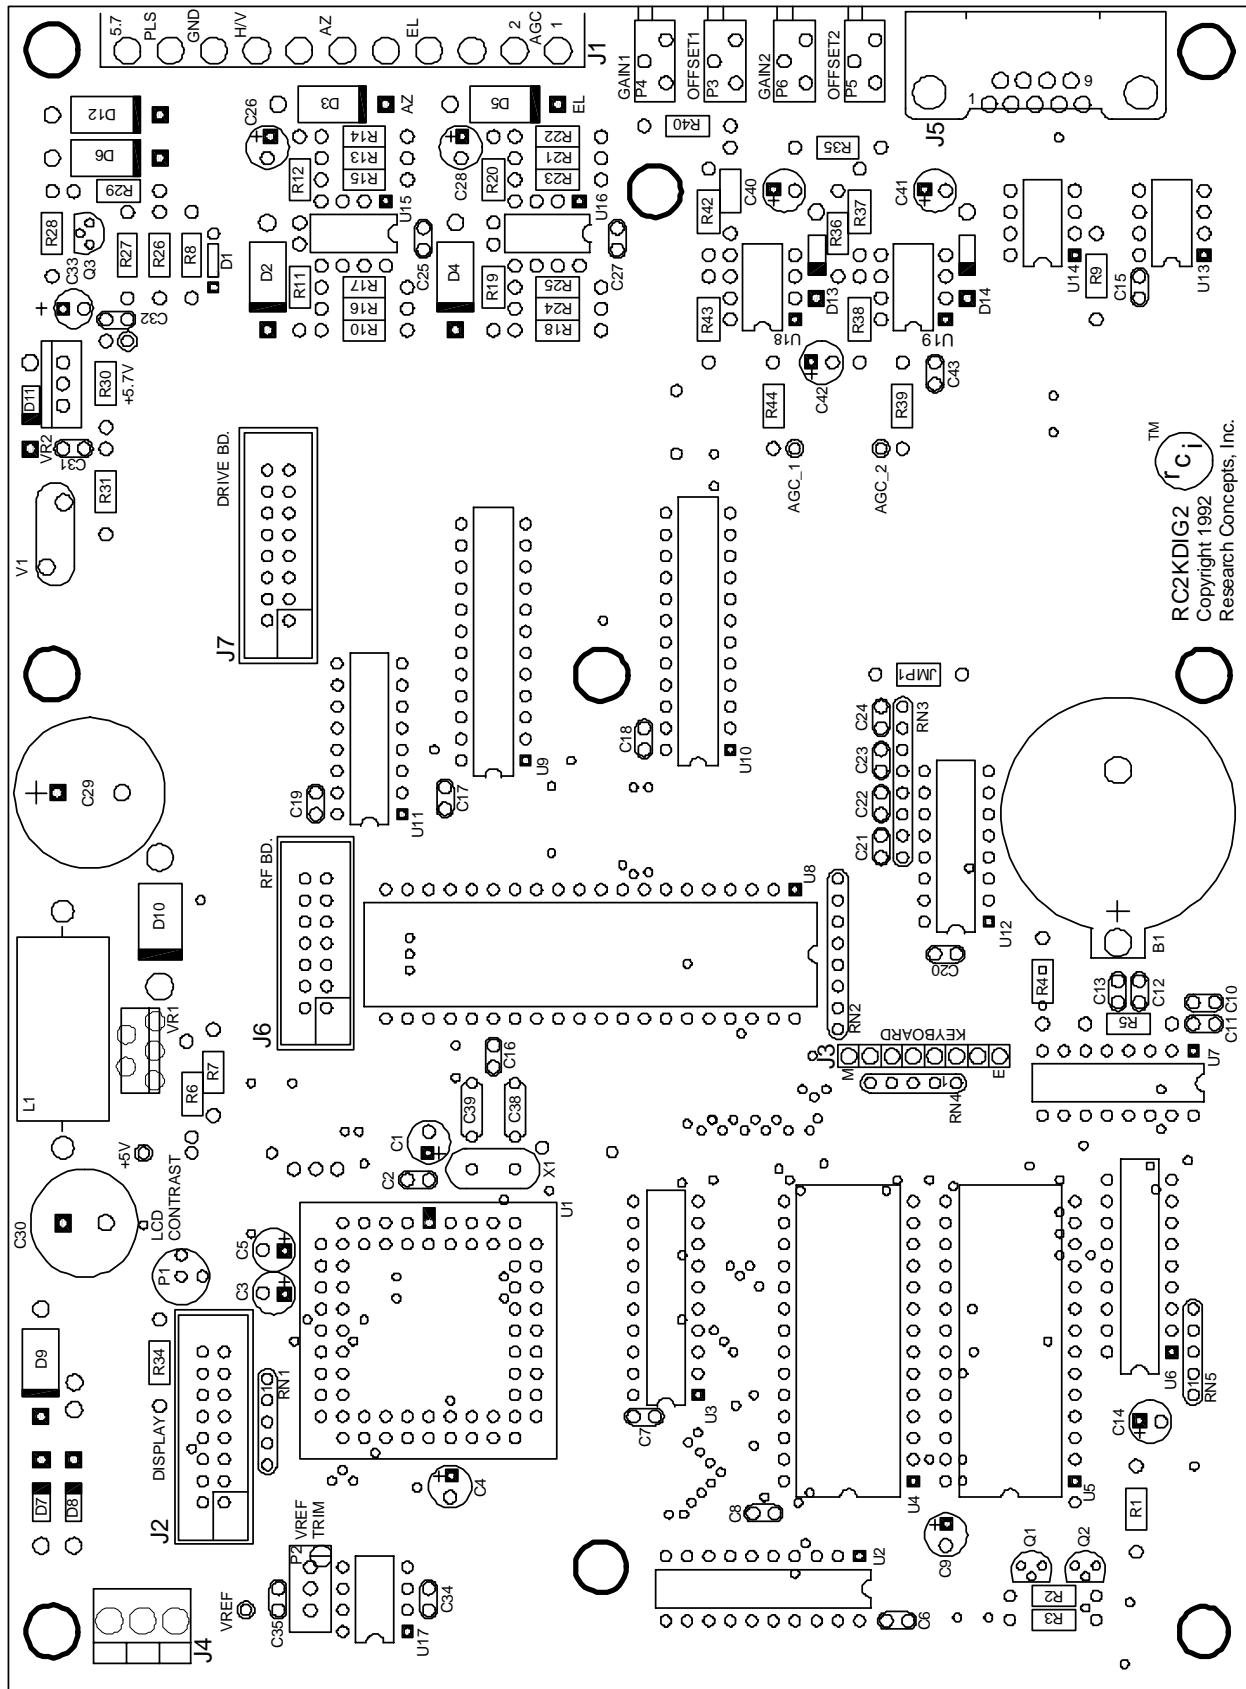 5.7
PLS
GND
H/V
AZ
EL
2
AGC
1
J1
D12
D6
R29
R28
Q3
C33
R27
R26
R8
D1
C32
+5.7V
R30
D11
VR2
C31
R31
V1
C26
D3
AZ
R14
R13
R15
R12
U15
D2
R11
R17
R16
R10
C25
C28
D5
EL
R22
R21
R23
R20
U16
D4
R19
R25
R24
R18
C27
GAIN1
P4
OFFSET1
P3
GAIN2
P6
OFFSET2
P5
R40
R35
R42
C40
R37
R36
C41
R43
D13
U18
R38
D14
U19
C42
C43
R44
R39
AGC_1
AGC_2
J5
1
6
9
U14
R9
C15
U13
DRIVE BD.
J7
U9
U10
C18
C17
C19
U11
RF BD.
J6
U8
RN2
C29
D10
L1
VR1
R6
R7
+5V
C30
LCD
CONTRAST
P1
C5
C3
D9
D7
D8
R34
DISPLAY
J2
RN1
1
J4
VREF
C35
P2
VREF
TRIM
U17
C34
C4
U1
X1
C1
C2
C39
C38
C16
RC2KDIG2
Copyright 1992
Research Concepts, Inc.
rci
TM
JMP1
C24
C23
C22
C21
RN3
U12
C20
B1
R4
C13
C12
R5
C10
C11
U7
J3
KEYBOARD
M
E
RN4
1
U3
C7
U4
C8
U5
C9
U2
C6
U6
RN5
1
C14
R1
Q1
Q2
R2
R3